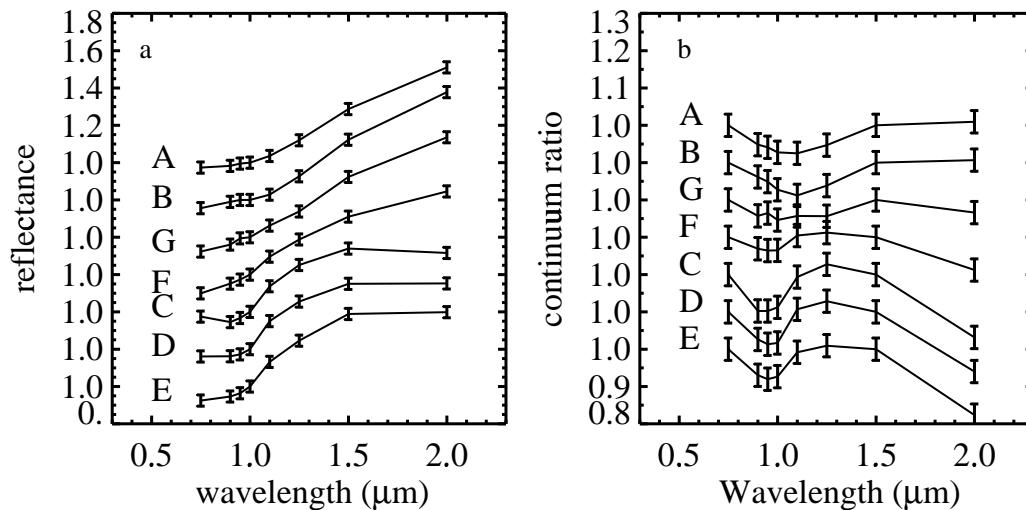 a
1.8
1.6
1.4
1.2
1.0
1.0
1.0
1.0
1.0
1.0
1.0
0.
A
B
G
F
C
D
E
reflectance
0.5
1.0
1.5
2.0
wavelength (μm)
b
1.3
1.2
1.1
1.0
1.0
1.0
1.0
1.0
1.0
1.0
0.9
0.8
A
B
G
F
C
D
E
continuum ratio
0.5
1.0
1.5
2.0
Wavelength (μm)